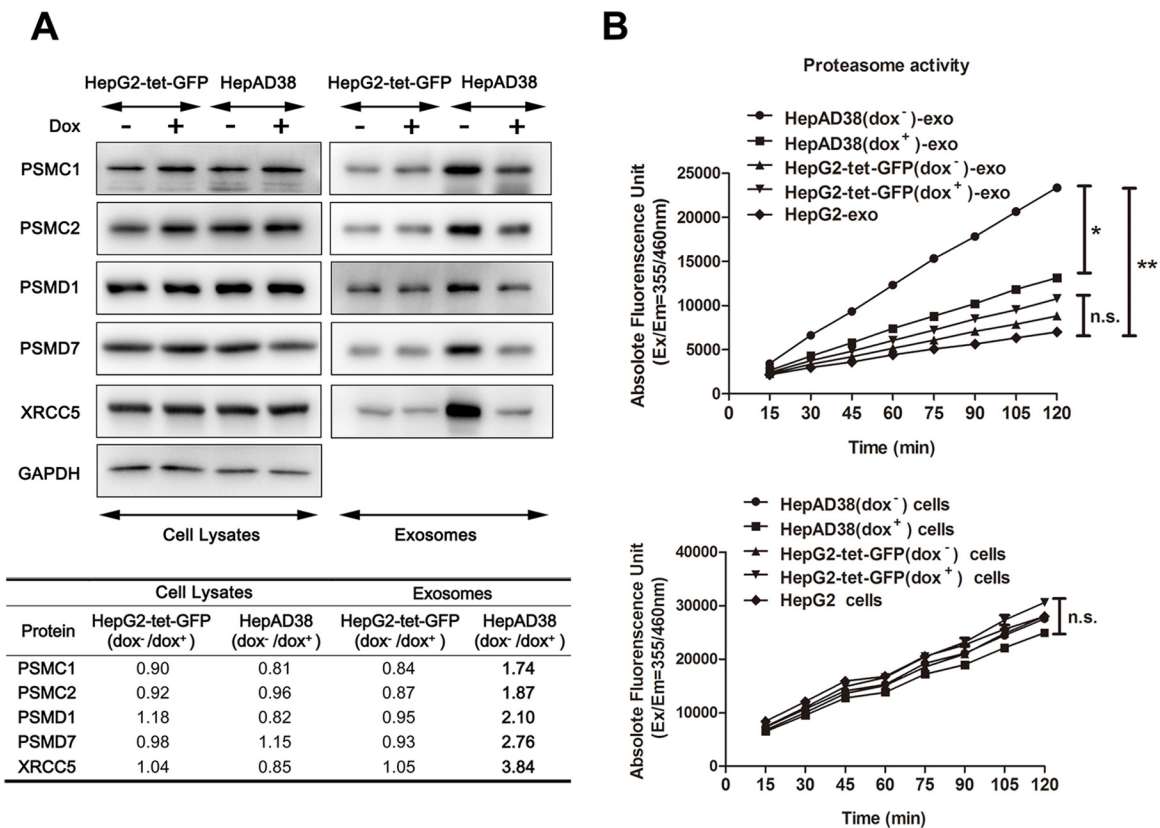 A
HepG2-tet-GFP HepAD38 HepG2-tet-GFP HepAD38
Dox - + - + - + - +
PSMC1
PSMC2
PSMD1
PSMD7
XRCC5
GAPDH
Cell Lysates Exosomes
Cell Lysates Exosomes
Protein HepG2-tet-GFP (dox-/dox+) HepAD38 (dox-/dox+) HepG2-tet-GFP (dox-/dox+) HepAD38 (dox-/dox+)
PSMC1 0.90 0.81 0.84 1.74
PSMC2 0.92 0.96 0.87 1.87
PSMD1 1.18 0.82 0.95 2.10
PSMD7 0.98 1.15 0.93 2.76
XRCC5 1.04 0.85 1.05 3.84
B
Proteasome activity
HepAD38(dox-)-exo
HepAD38(dox+)-exo
HepG2-tet-GFP(dox-)-exo
HepG2-tet-GFP(dox+)-exo
HepG2-exo
Absolote Fluorenscence Unit
(Ex/Em=355/460nm)
25000
20000
15000
10000
5000
0
0 15 30 45 60 75 90 105 120
Time (min)
*
**
n.s.
HepAD38(dox-) cells
HepAD38(dox+) cells
HepG2-tet-GFP(dox-) cells
HepG2-tet-GFP(dox+) cells
HepG2 cells
Absolute Fluorenscence Unit
(Ex/Em=355/460nm)
40000
30000
20000
10000
0
0 15 30 45 60 75 90 105 120
Time (min)
n.s.